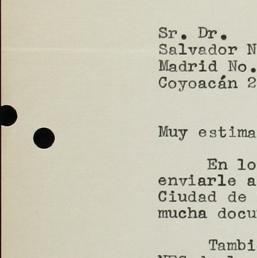 Sr. Dr.
Salvador N
Madrid No.
Coyoacán 2
Muy estima
En lo
enviarle a
Ciudad de
mucha docu
Tambi